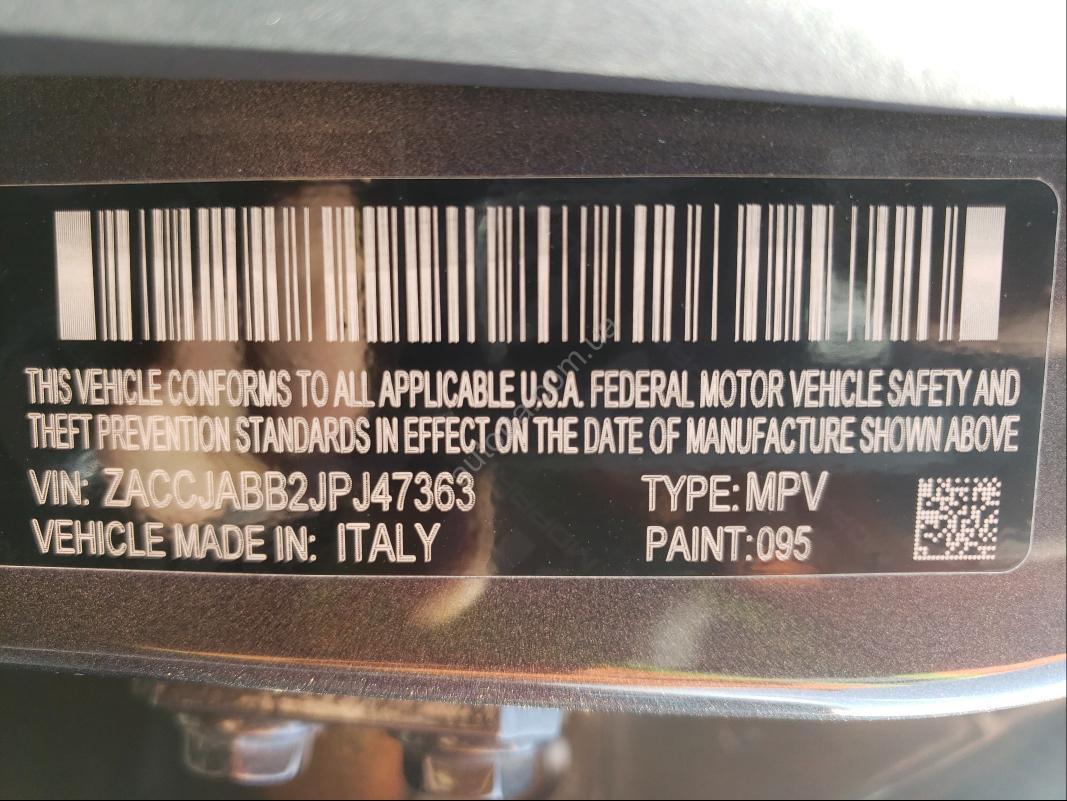 THIS VEHICLE CONFORMS TO ALL APPLICABLE U.S.A. FEDERAL MOTOR VEHICLE SAFETY AND
THEFT PREVENTION STANDARDS IN EFFECT ON THE DATE OF MANUFACTURE SHOWN ABOVE
VIN: ZACCJABB2JPJ47363 TYPE: MPV
VEHICLE MADE IN: ITALY PAINT: 095